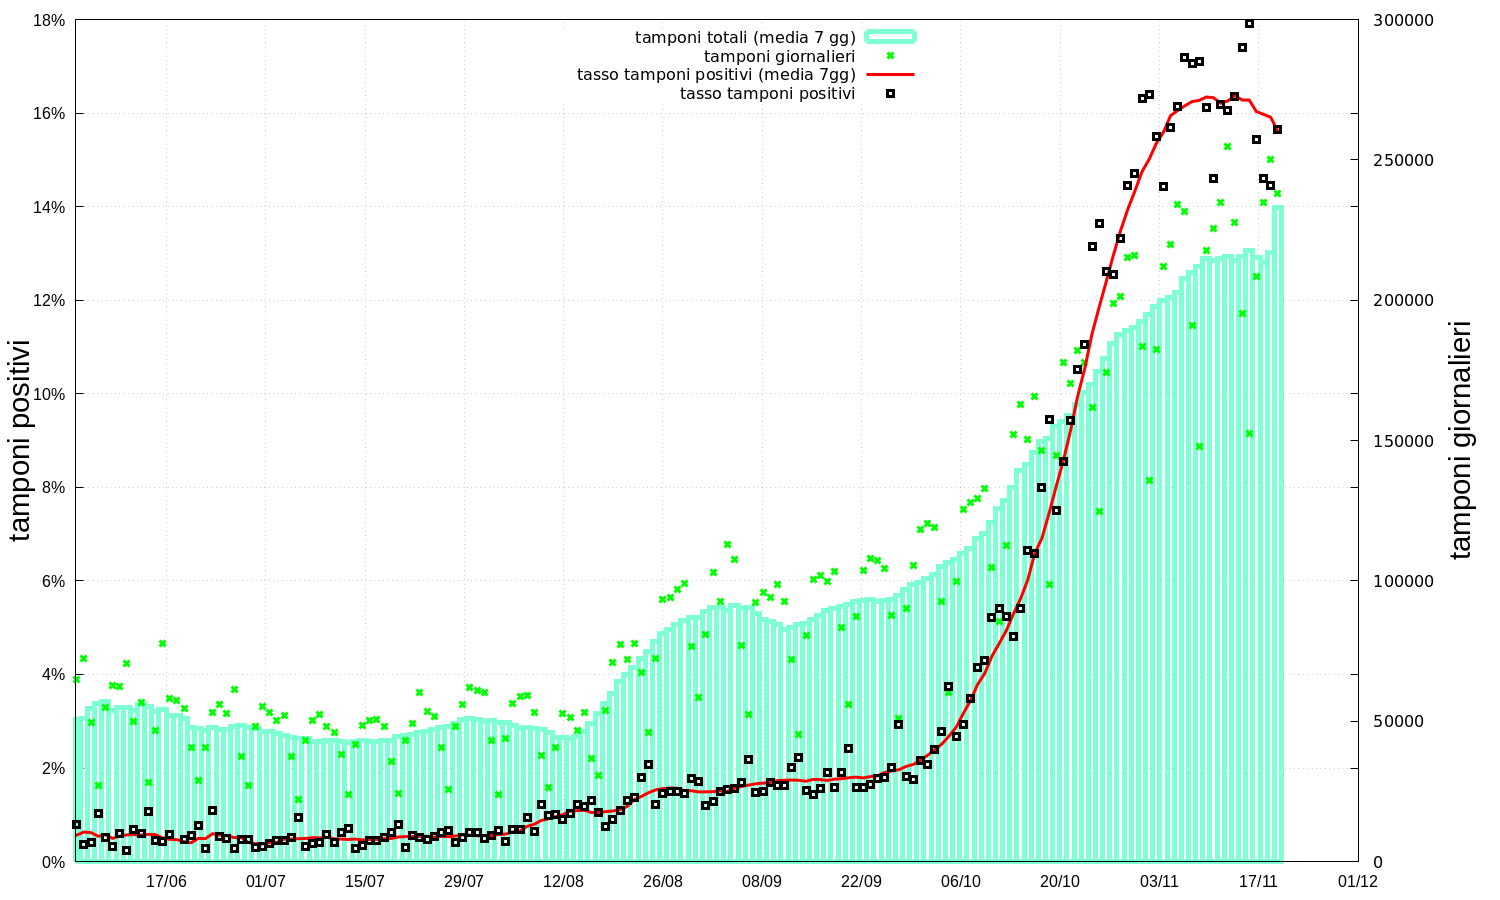 18%
16%
14%
12%
10%
8%
6%
4%
2%
0%
tamponi positivi
tamponi totali (media 7 gg)
tamponi giornalieri
tasso tamponi positivi (media 7gg)
tasso tamponi positivi
300000
250000
200000
150000
100000
50000
0
tamponi giornalieri
17/06 01/07 15/07 29/07 12/08 26/08 08/09 22/09 06/10 20/10 03/11 17/11 01/12